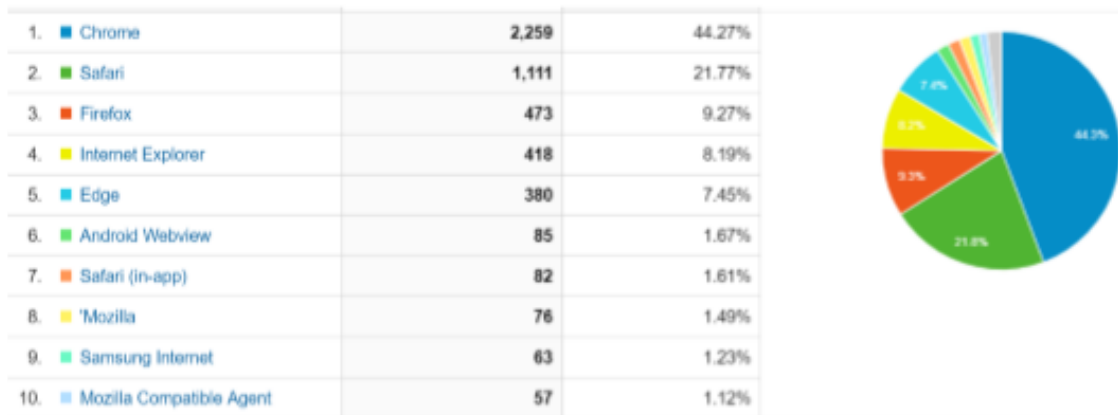 1. Chrome 2,259 44.27%
2. Safari 1,111 21.77%
3. Firefox 473 9.27%
4. Internet Explorer 418 8.19%
5. Edge 380 7.45%
6. Android Webview 85 1.67%
7. Safari (in-app) 82 1.61%
8. 'Mozilla 76 1.49%
9. Samsung Internet 63 1.23%
10. Mozilla Compatible Agent 57 1.12%
7.4%
8.2%
44.3%
9.3%
21.8%